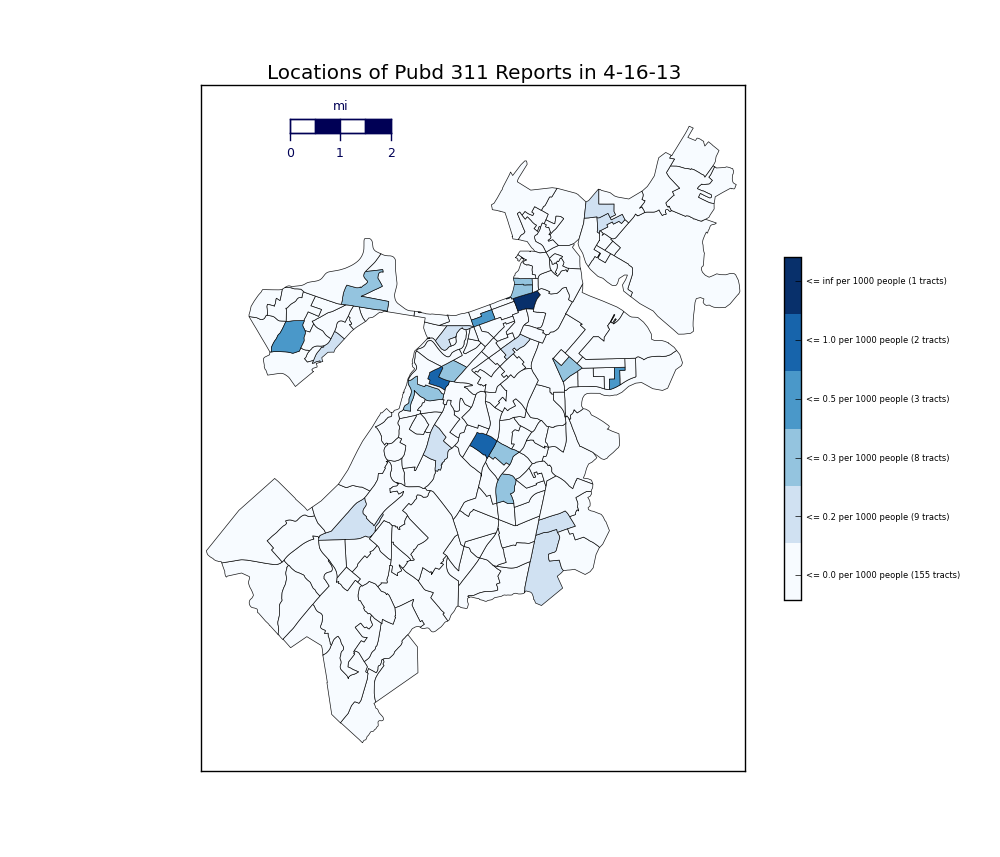 Locations of Pubd 311 Reports in 4-16-13
mi
0 1 2
<= inf per 1000 people (1 tracts)
<= 1.0 per 1000 people (2 tracts)
<= 0.5 per 1000 people (3 tracts)
<= 0.3 per 1000 people (8 tracts)
<= 0.2 per 1000 people (9 tracts)
<= 0.0 per 1000 people (155 tracts)